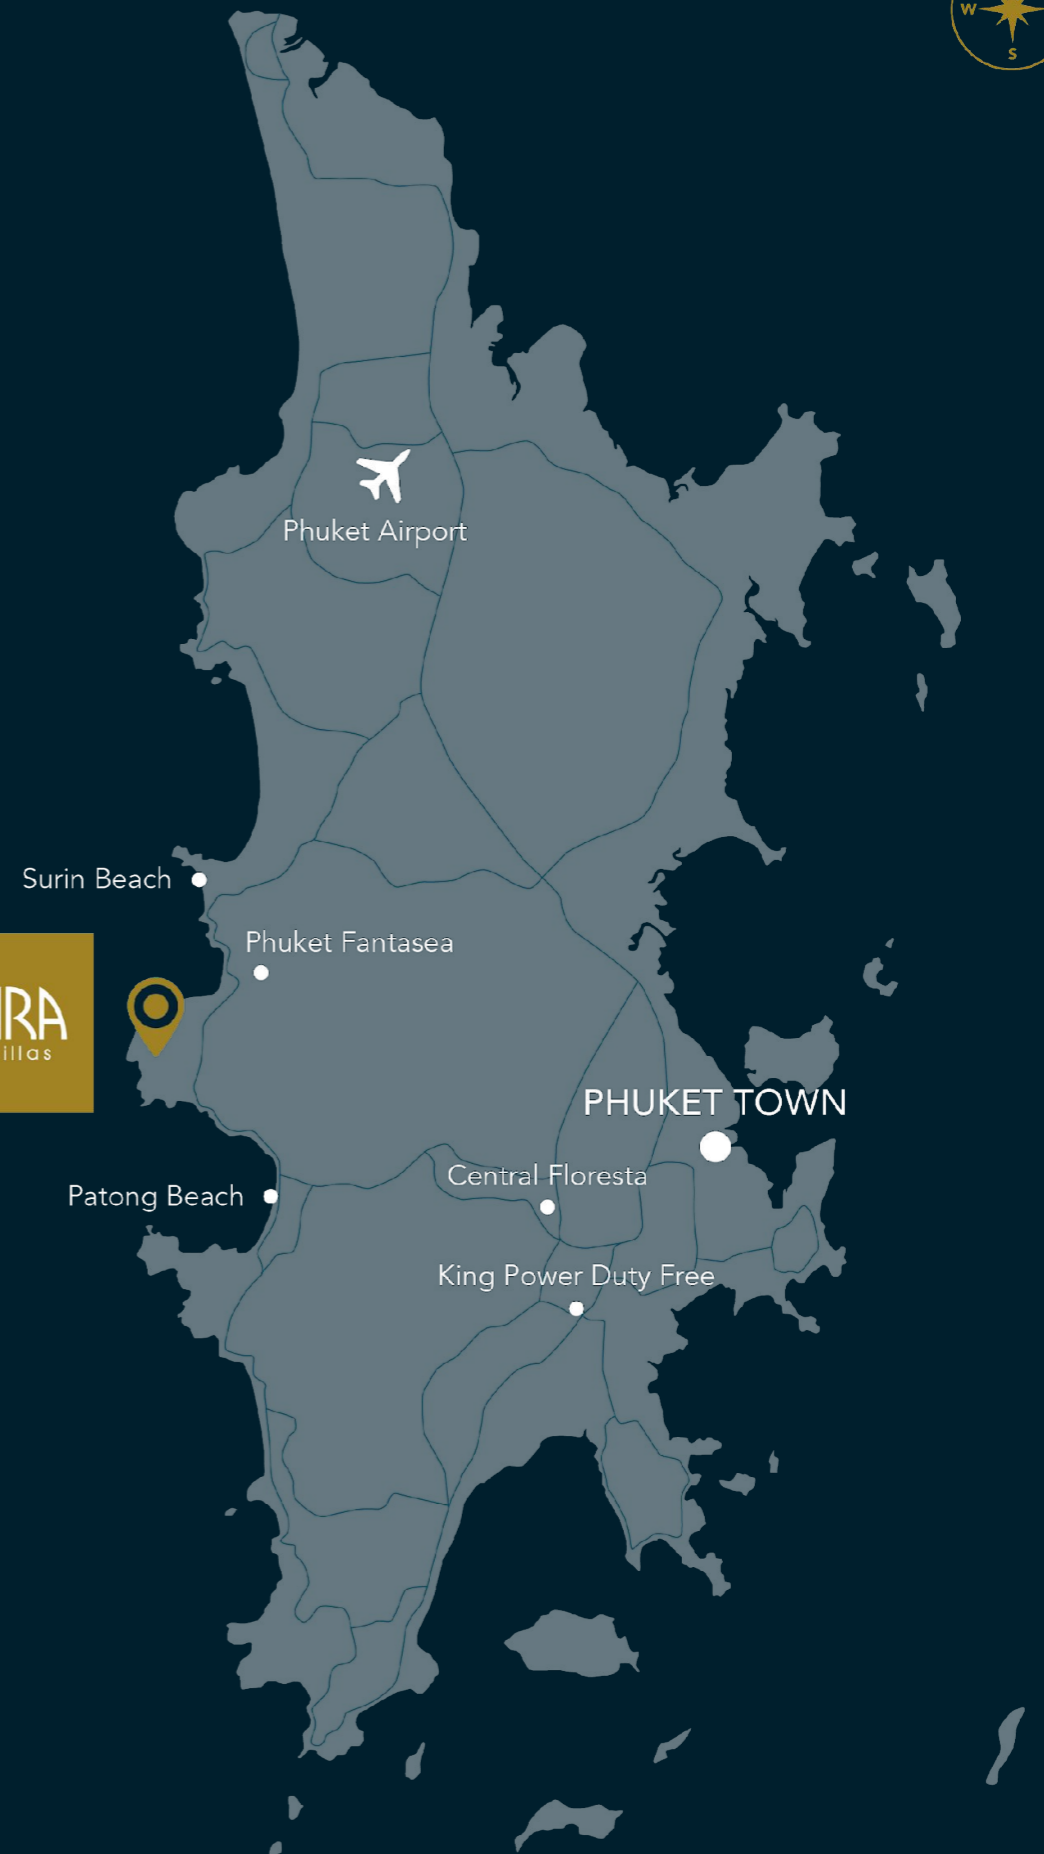 W
S
Phuket Airport
Surin Beach
Phuket Fantasea
RA
illas
PHUKET TOWN
Central Floresta
Patong Beach
King Power Duty Free